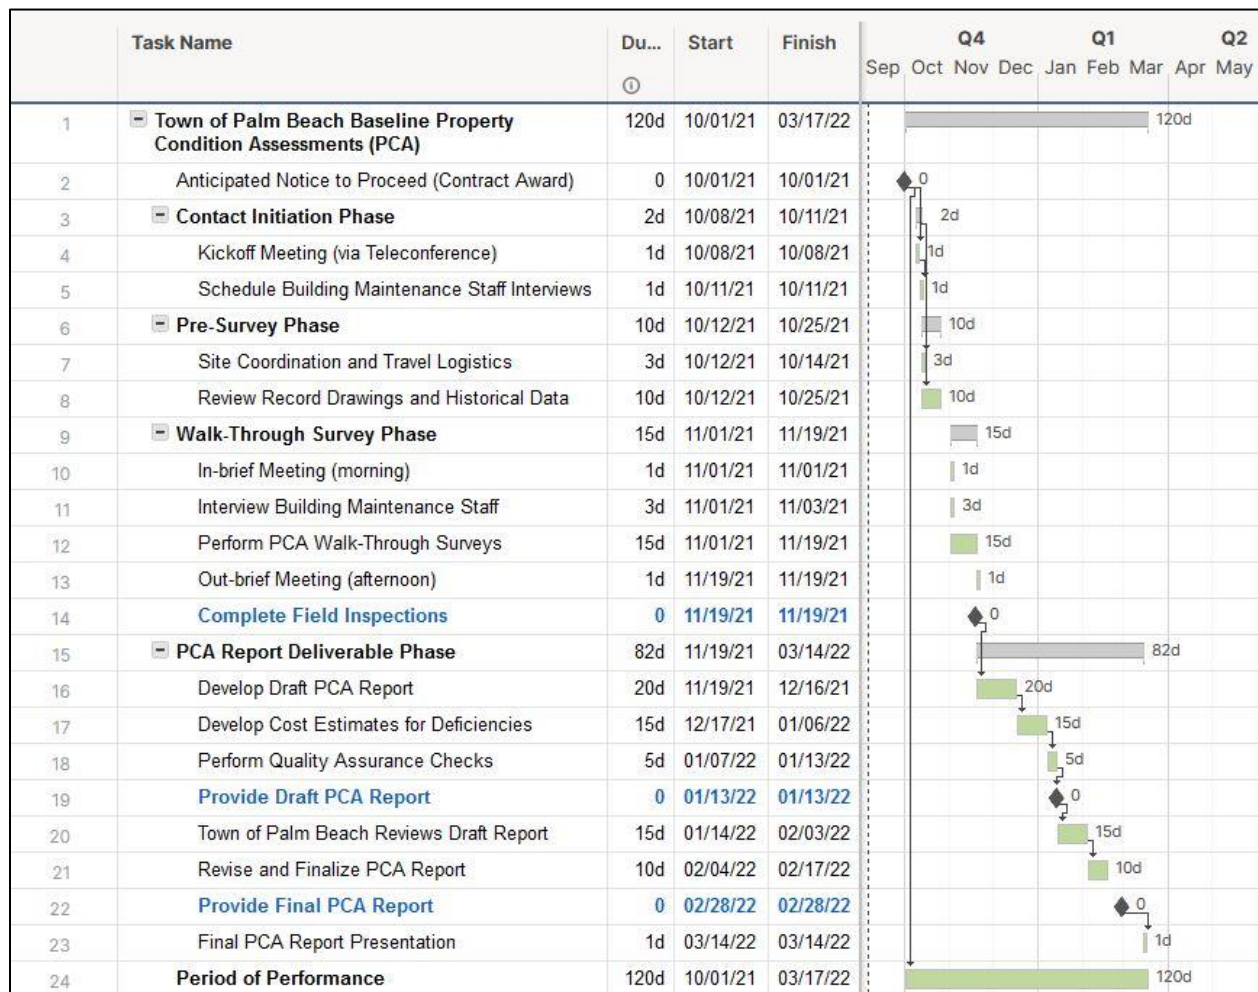 Task Name Du... Start Finish Q4 Q1 Q2
Sep Oct Nov Dec Jan Feb Mar Apr May
1 Town of Palm Beach Baseline Property 120d 10/01/21 03/17/22 120d
Condition Assessments (PCA)
2 Anticipated Notice to Proceed (Contract Award) 0 10/01/21 10/01/21 0
3 Contact Initiation Phase 2d 10/08/21 10/11/21 2d
4 Kickoff Meeting (via Teleconference) 1d 10/08/21 10/08/21 1d
5 Schedule Building Maintenance Staff Interviews 1d 10/11/21 10/11/21 1d
6 Pre-Survey Phase 10d 10/12/21 10/25/21 10d
7 Site Coordination and Travel Logistics 3d 10/12/21 10/14/21 3d
8 Review Record Drawings and Historical Data 10d 10/12/21 10/25/21 10d
9 Walk-Through Survey Phase 15d 11/01/21 11/19/21 15d
10 In-brief Meeting (morning) 1d 11/01/21 11/01/21 1d
11 Interview Building Maintenance Staff 3d 11/01/21 11/03/21 3d
12 Perform PCA Walk-Through Surveys 15d 11/01/21 11/19/21 15d
13 Out-brief Meeting (afternoon) 1d 11/19/21 11/19/21 1d
14 Complete Field Inspections 0 11/19/21 11/19/21 0
15 PCA Report Deliverable Phase 82d 11/19/21 03/14/22 82d
16 Develop Draft PCA Report 20d 11/19/21 12/16/21 20d
17 Develop Cost Estimates for Deficiencies 15d 12/17/21 01/06/22 15d
18 Perform Quality Assurance Checks 5d 01/07/22 01/13/22 5d
19 Provide Draft PCA Report 0 01/13/22 01/13/22 0
20 Town of Palm Beach Reviews Draft Report 15d 01/14/22 02/03/22 15d
21 Revise and Finalize PCA Report 10d 02/04/22 02/17/22 10d
22 Provide Final PCA Report 0 02/28/22 02/28/22 0
23 Final PCA Report Presentation 1d 03/14/22 03/14/22 1d
24 Period of Performance 120d 10/01/21 03/17/22 120d